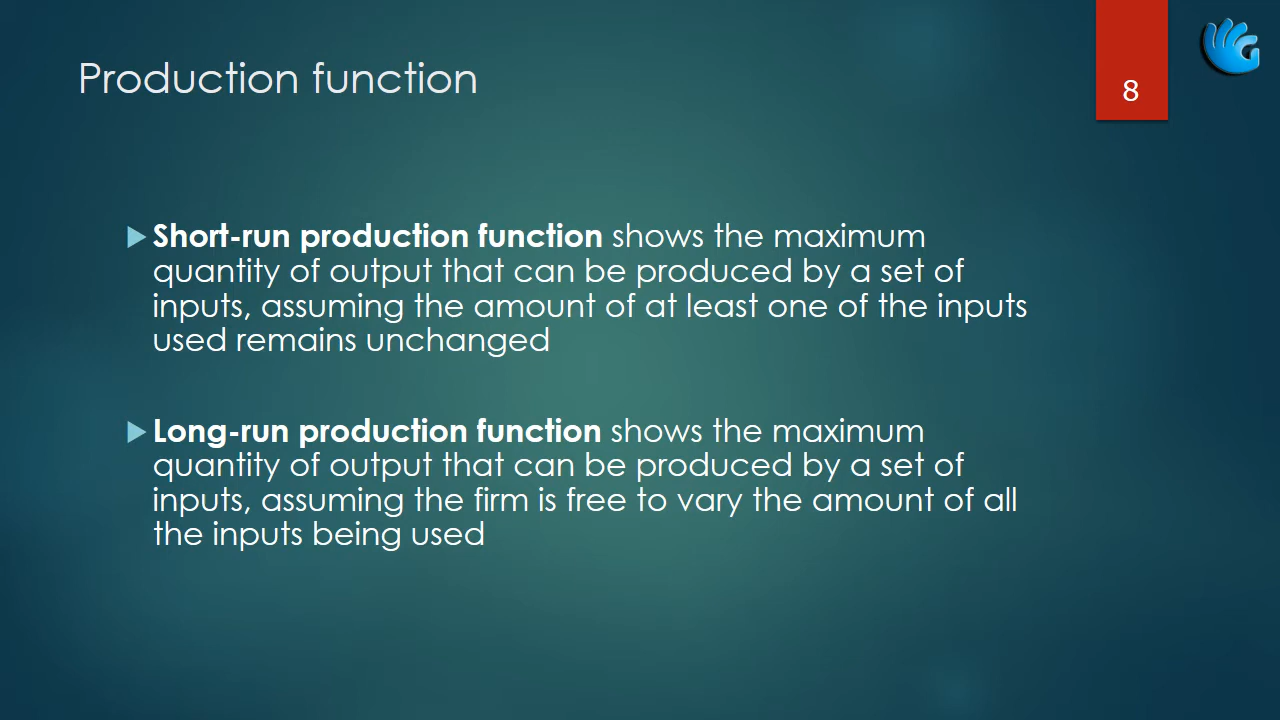 Production function
8
Short-run production function shows the maximum
quantity of output that can be produced by a set of
inputs, assuming the amount of at least one of the inputs
used remains unchanged
Long-run production function shows the maximum
quantity of output that can be produced by a set of
inputs, assuming the firm is free to vary the amount of all
the inputs being used